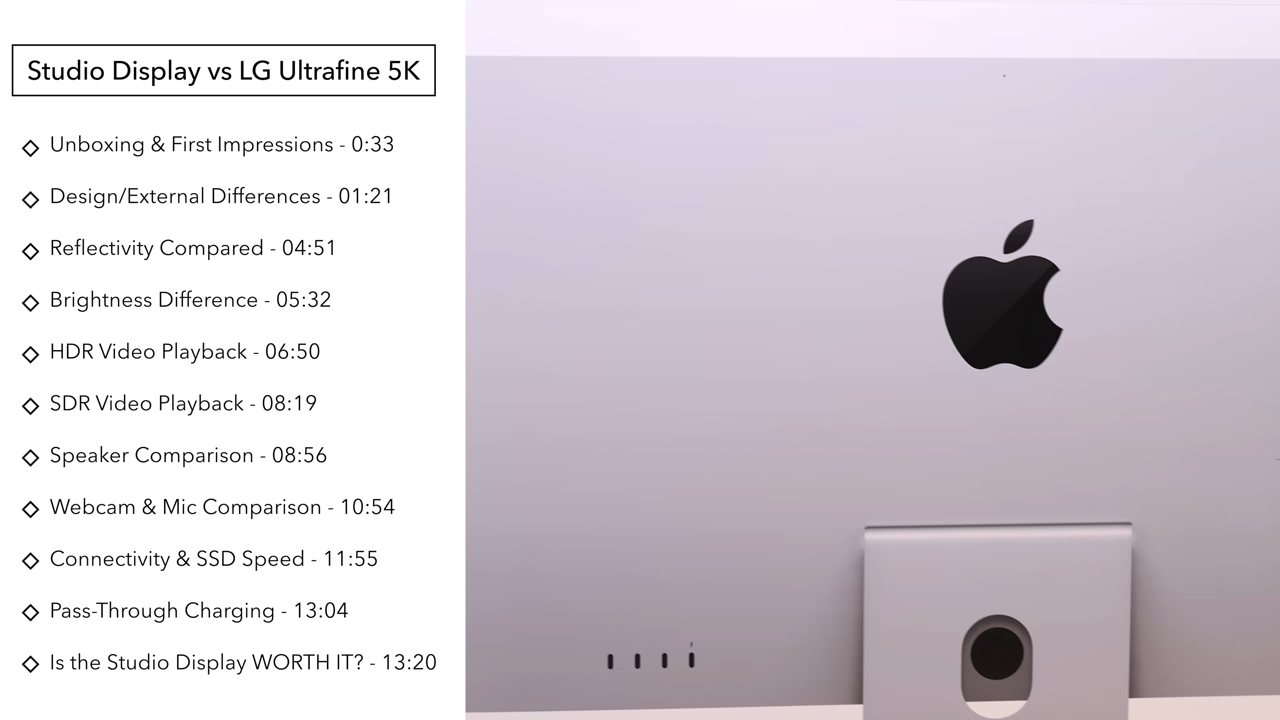 Studio Display vs LG Ultrafine 5K
Unboxing & First Impressions - 0:33
Design/External Differences - 01:21
Reflectivity Compared - 04:51
Brightness Difference - 05:32
HDR Video Playback - 06:50
SDR Video Playback - 08:19
Speaker Comparison - 08:56
Webcam & Mic Comparison - 10:54
Connectivity & SSD Speed - 11:55
Pass-Through Charging - 13:04
Is the Studio Display WORTH IT? - 13:20